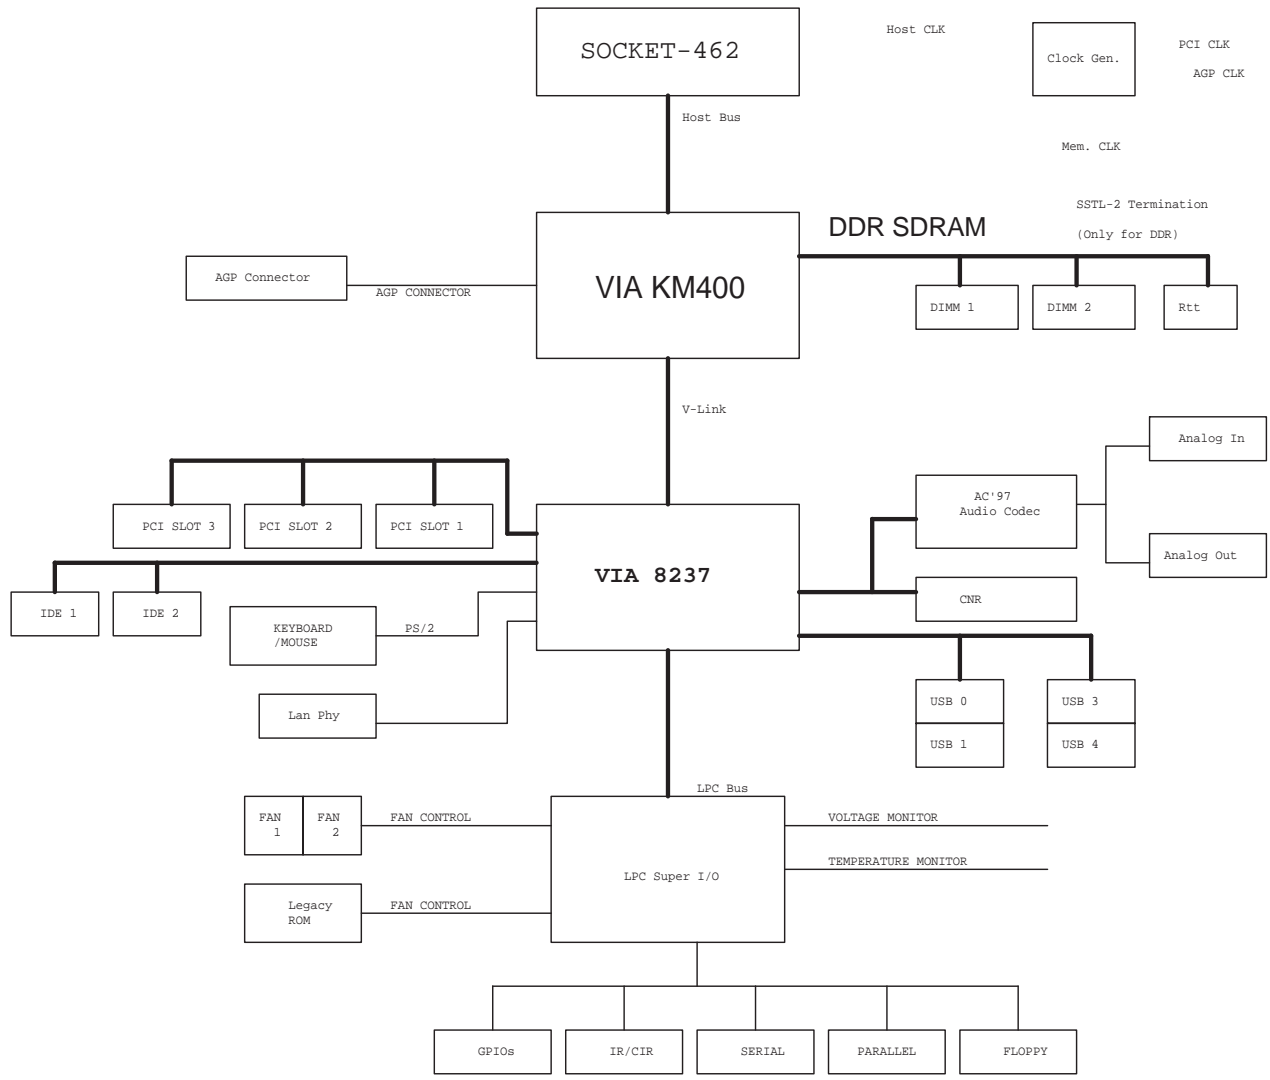 SOCKET-462
Host CLK
Clock Gen.
PCI CLK
AGP CLK
Host Bus
Mem. CLK
SSTL-2 Termination
(Only for DDR)
DDR SDRAM
AGP Connector
AGP CONNECTOR
VIA KM400
DIMM 1
DIMM 2
Rtt
V-Link
Analog In
PCI SLOT 3
PCI SLOT 2
PCI SLOT 1
AC'97
Audio Codec
Analog Out
VIA 8237
IDE 1
IDE 2
KEYBOARD
/MOUSE
PS/2
CNR
Lan Phy
USB 0
USB 3
USB 1
USB 4
LPC Bus
FAN
1
FAN
2
FAN CONTROL
VOLTAGE MONITOR
TEMPERATURE MONITOR
LPC Super I/O
Legacy
ROM
FAN CONTROL
GPIOs
IR/CIR
SERIAL
PARALLEL
FLOPPY